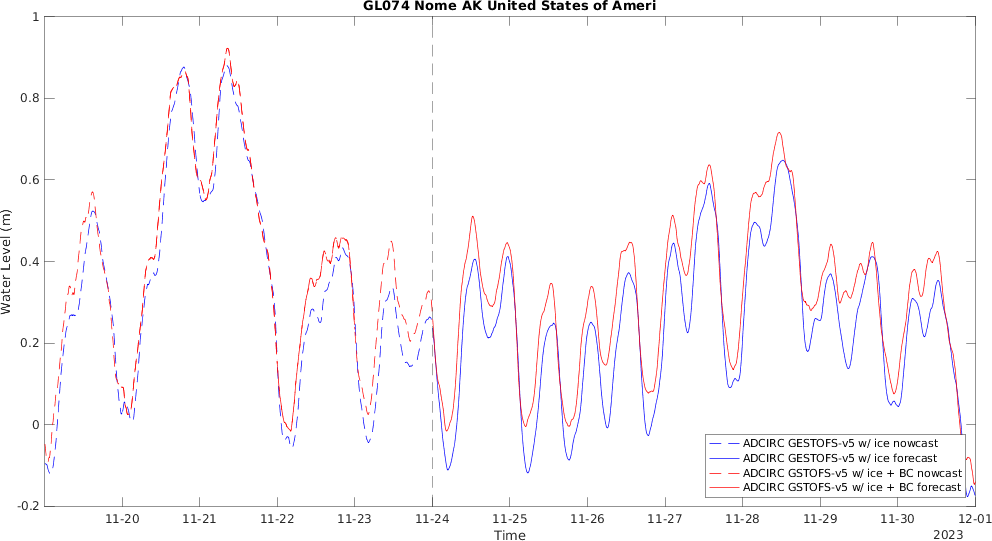 GL074 Nome AK United States of Ameri
1
0.8
0.6
0.4
0.2
0
-0.2
Water Level (m)
11-20 11-21 11-22 11-23 11-24 11-25 11-26 11-27 11-28 11-29 11-30 12-01
Time
2023
ADCIRC GESTOFS-v5 w/ ice nowcast
ADCIRC GESTOFS-v5 w/ ice forecast
ADCIRC GSTOFS-v5 w/ ice + BC nowcast
ADCIRC GSTOFS-v5 w/ ice + BC forecast